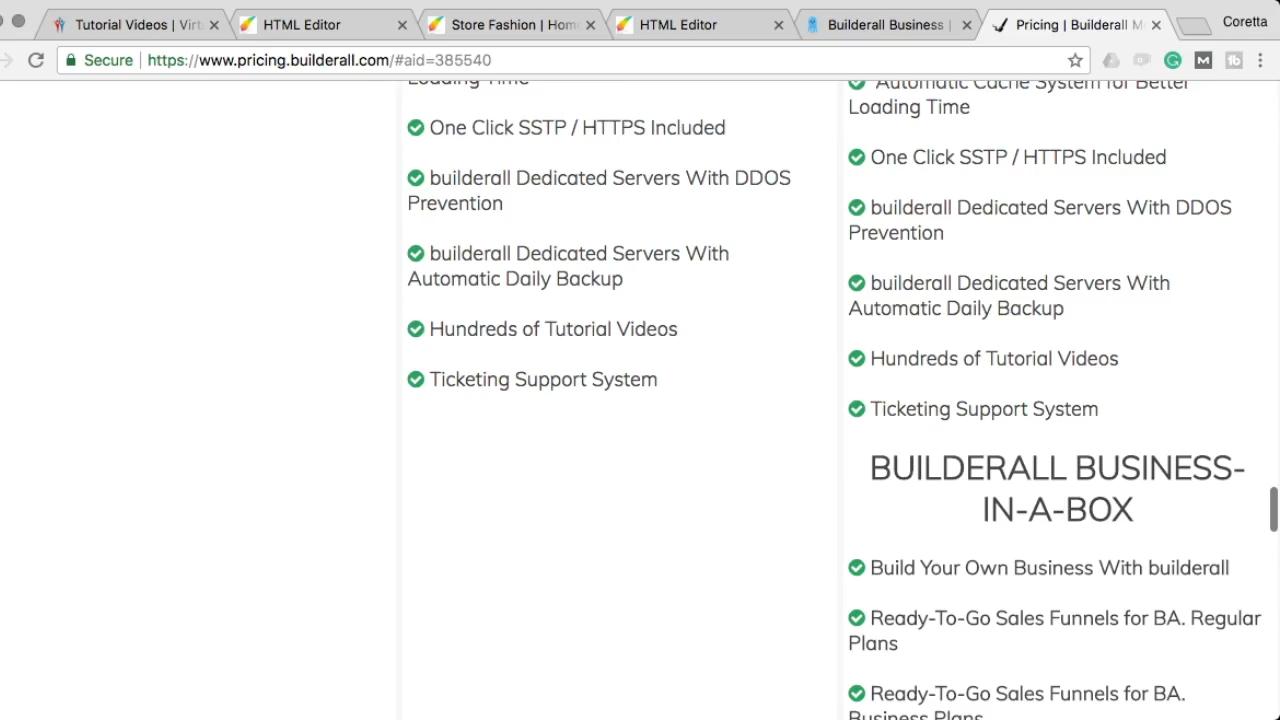 Tutorial Videos | Virt
HTML Editor
Store Fashion | Hom
HTML Editor
Builderall Business |
Pricing | Builderall M
Coretta
Secure
https://www.pricing.builderall.com/#aid=385540
Loading Time
One Click SSTP / HTTPS Included
builderall Dedicated Servers With DDOS
Prevention
builderall Dedicated Servers With
Automatic Daily Backup
Hundreds of Tutorial Videos
Ticketing Support System
Automatic Cache System for Better
Loading Time
One Click SSTP / HTTPS Included
builderall Dedicated Servers With DDOS
Prevention
builderall Dedicated Servers With
Automatic Daily Backup
Hundreds of Tutorial Videos
Ticketing Support System
BUILDERALL BUSINESS-
IN-A-BOX
Build Your Own Business With builderall
Ready-To-Go Sales Funnels for BA. Regular
Plans
Ready-To-Go Sales Funnels for BA.
Business Plans